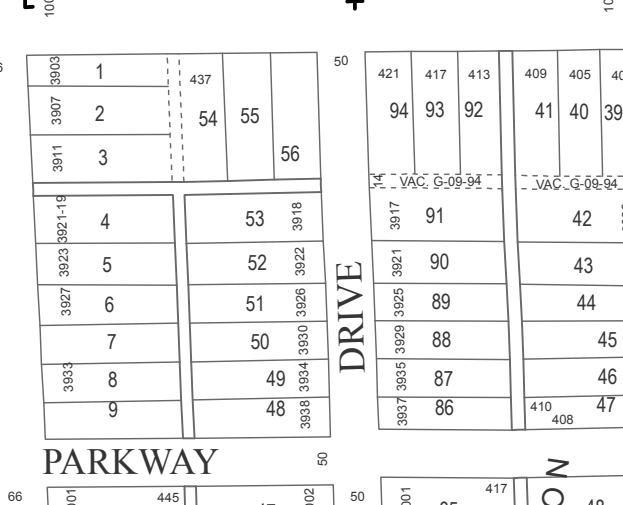 50
3903 1 437 421 417 413 409 405
3907 2 54 55 94 93 92 41 40 39
3911 3 56
14 VAC. G-09-94 VAC. G-09-94
3921-19 4 53 3918 3917 91 42
3923 5 52 3922 3921 90 43
3927 6 51 3926 3925 89 44
7 50 3930 3929 88 45
3933 8 49 3934 3935 87 46
9 48 3938 3937 86 410 408 47
DRIVE
PARKWAY 50
66 445 50 417